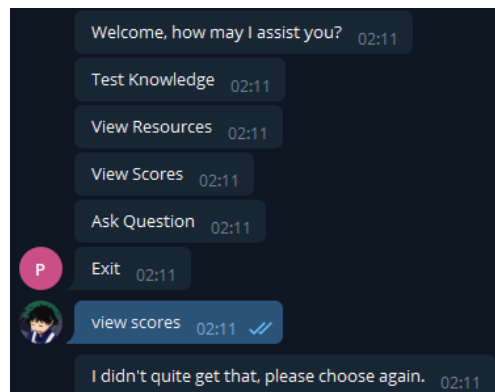 Welcome, how may I assist you? 02:11
Test Knowledge 02:11
View Resources 02:11
View Scores 02:11
Ask Question 02:11
P
Exit 02:11
view scores 02:11
I didn't quite get that, please choose again. 02:11